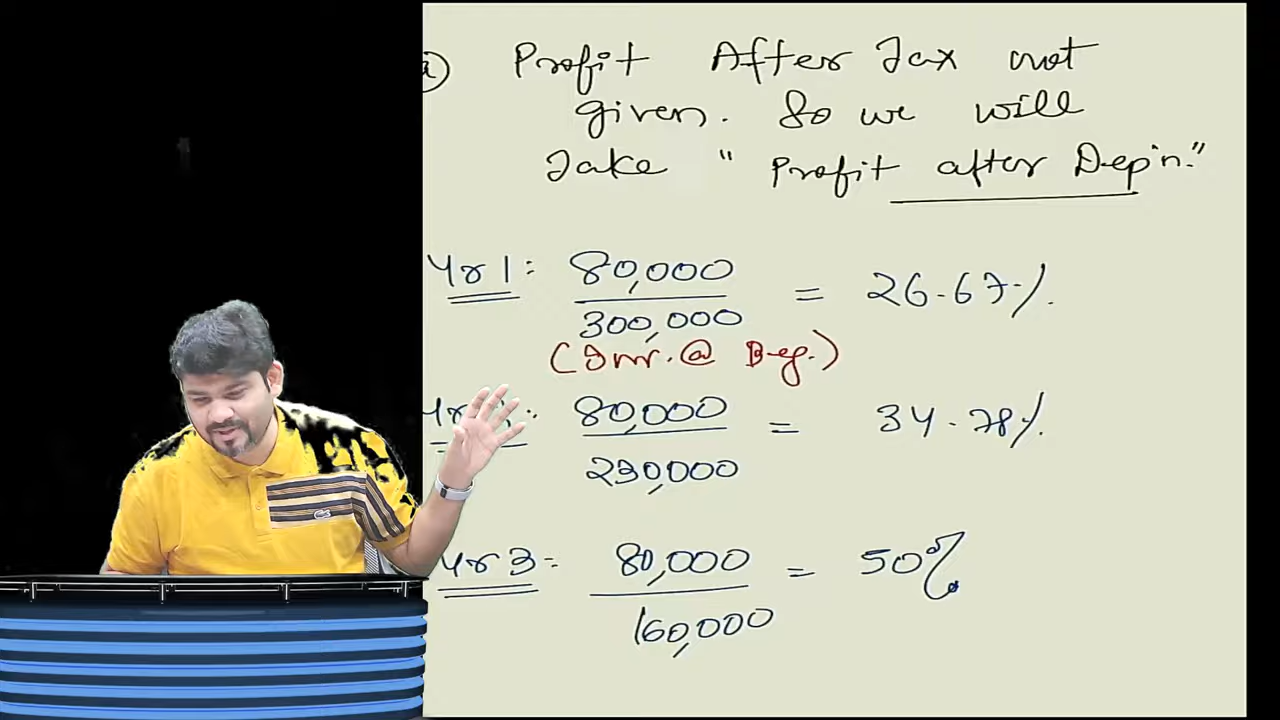 Profit After Tax not
given. So we will
Take " Profit after Dep'n."
Yr 1: 80,000
300,000
= 26.67%.
(Inv. @ Beg.)
80,000
230,000
= 34.78%.
Yr 3: 80,000
160,000
= 50%